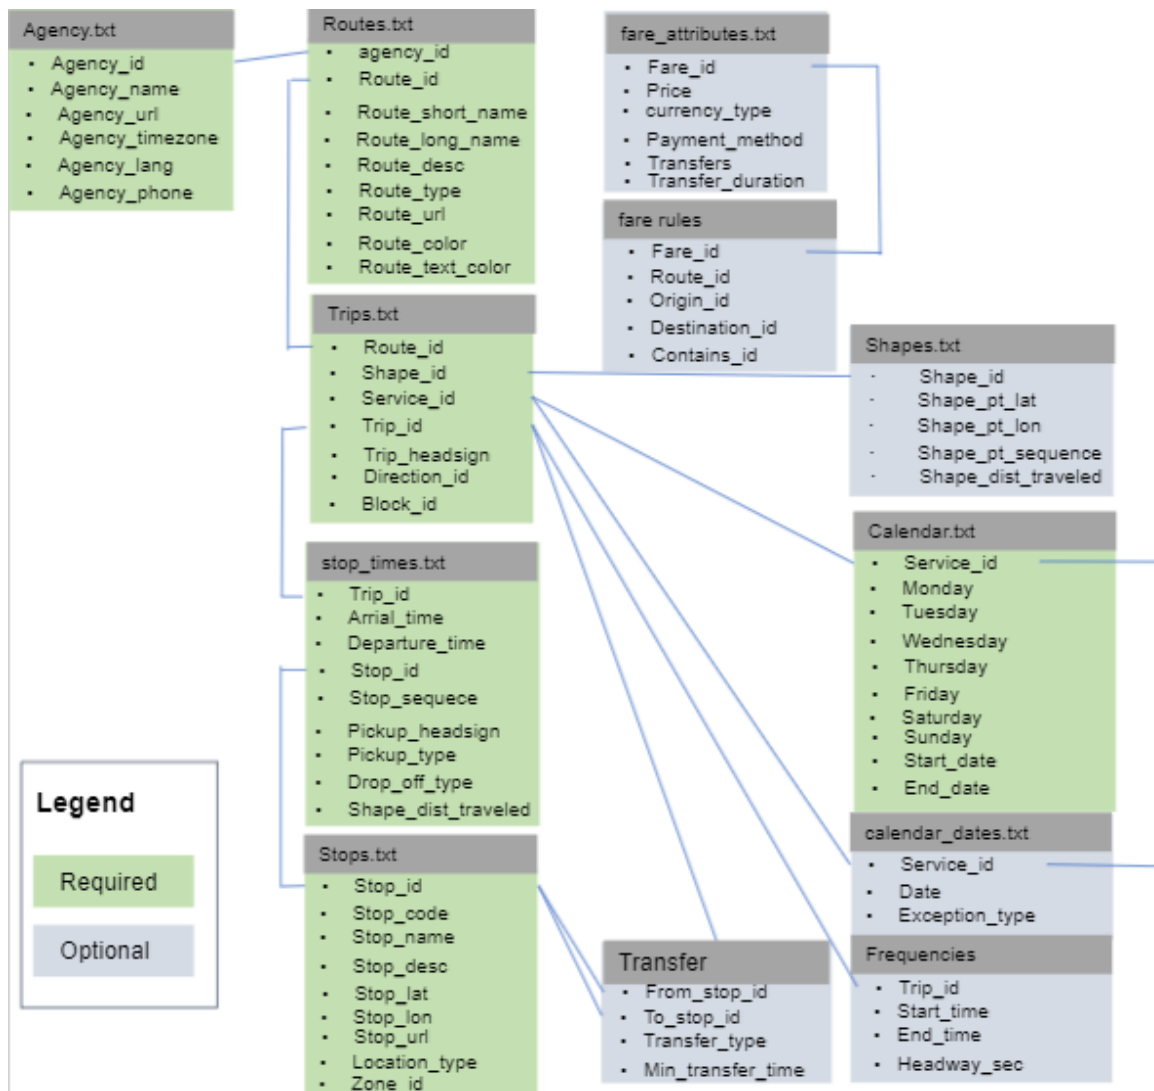 Agency.txt
Agency_id
Agency_name
Agency_url
Agency_timezone
Agency_lang
Agency_phone
Routes.txt
agency_id
Route_id
Route_short_name
Route_long_name
Route_desc
Route_type
Route_url
Route_color
Route_text_color
fare_attributes.txt
Fare_id
Price
currency_type
Payment_method
Transfers
Transfer_duration
fare rules
Fare_id
Route_id
Origin_id
Destination_id
Contains_id
Trips.txt
Route_id
Shape_id
Service_id
Trip_id
Trip_headsign
Direction_id
Block_id
Shapes.txt
Shape_id
Shape_pt_lat
Shape_pt_lon
Shape_pt_sequence
Shape_dist_traveled
stop_times.txt
Trip_id
Arrial_time
Departure_time
Stop_id
Stop_sequece
Pickup_headsign
Pickup_type
Drop_off_type
Shape_dist_traveled
Calendar.txt
Service_id
Monday
Tuesday
Wednesday
Thursday
Friday
Saturday
Sunday
Start_date
End_date
Legend
Required
Optional
Stops.txt
Stop_id
Stop_code
Stop_name
Stop_desc
Stop_lat
Stop_lon
Stop_url
Location_type
Zone_id
Transfer
From_stop_id
To_stop_id
Transfer_type
Min_transfer_time
calendar_dates.txt
Service_id
Date
Exception_type
Frequencies
Trip_id
Start_time
End_time
Headway_sec